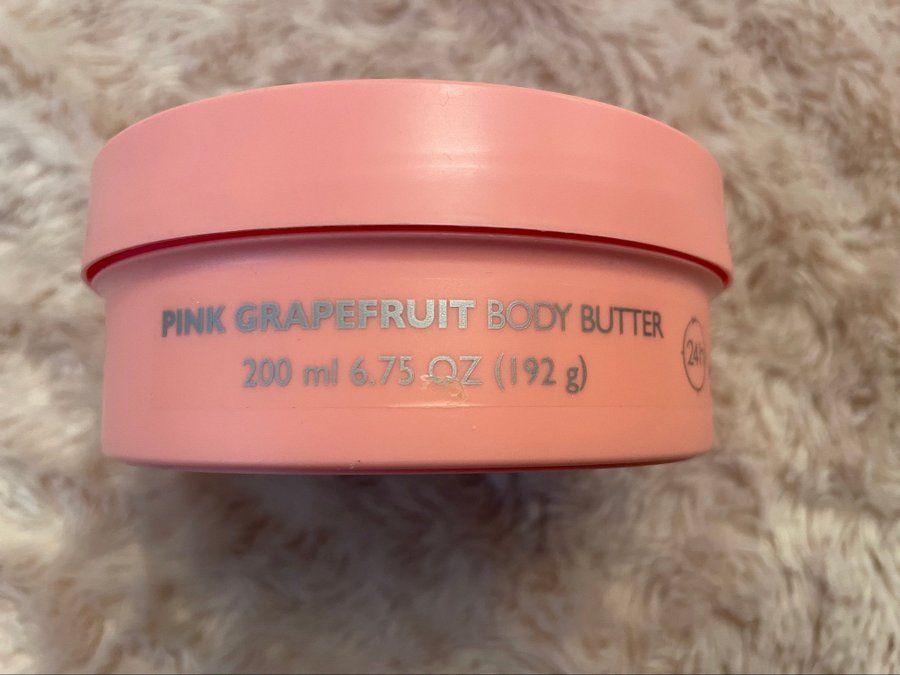 PINK GRAPEFRUIT BODY BUTTER
200 ml 6.75 OZ (192 g)
24h